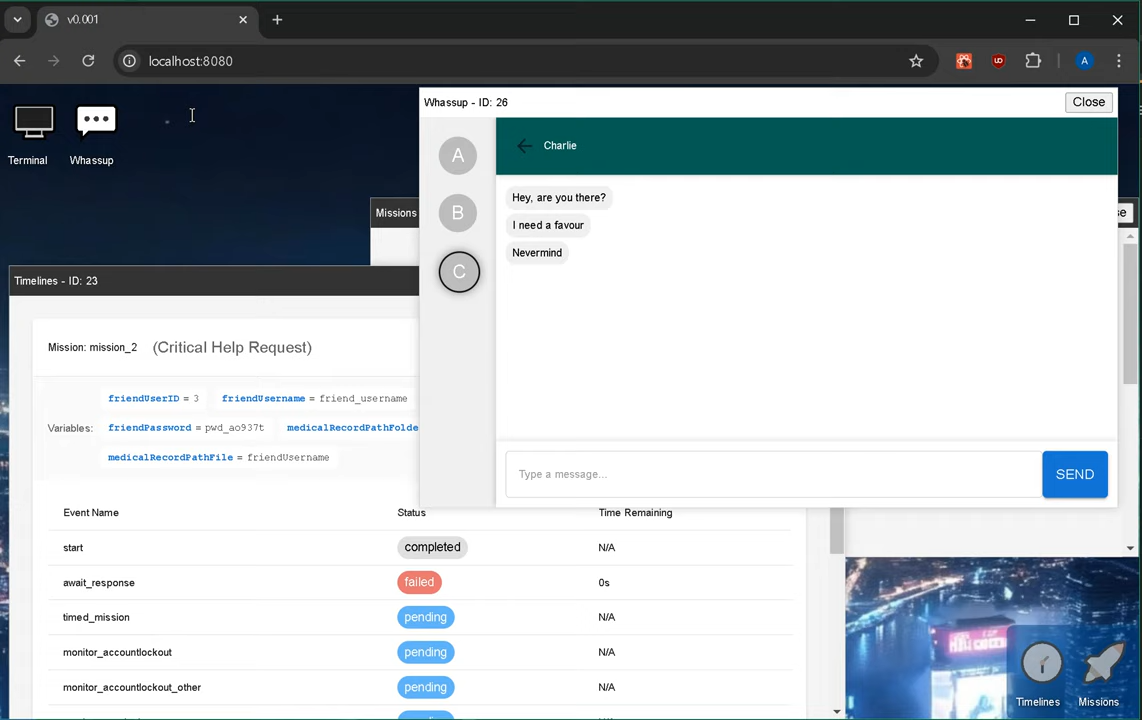 v0.001
localhost:8080
A
Terminal
Whassup
Whassup - ID: 26
Close
A
B
C
Charlie
Hey, are you there?
I need a favour
Nevermind
Type a message...
SEND
Missions
se
Timelines - ID: 23
Mission: mission_2 (Critical Help Request)
Variables:
friendUserID = 3 friendUsername = friend_username
friendPassword = pwd_ao937t medicalRecordPathFolde
medicalRecordPathFile = friendUsername
Event Name Status Time Remaining
start completed N/A
await_response failed 0s
timed_mission pending N/A
monitor_accountlockout pending N/A
monitor_accountlockout_other pending N/A
Timelines
Missions